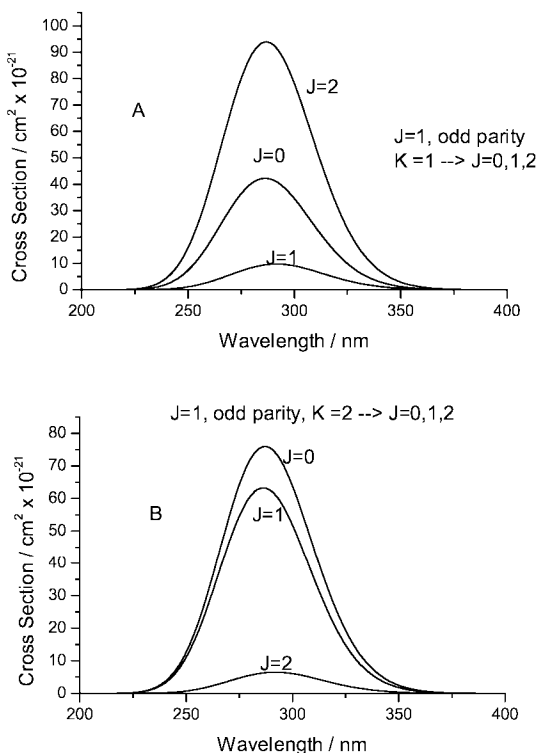 100
90
80
70
60
50
40
30
20
10
0
Cross Section / cm² x 10⁻²¹
A
J=2
J=0
J=1
J=1, odd parity
K =1 --> J=0,1,2
200 250 300 350 400
Wavelength / nm
J=1, odd parity, K =2 --> J=0,1,2
80
70
60
50
40
30
20
10
0
Cross Section / cm² x 10⁻²¹
B
J=0
J=1
J=2
200 250 300 350 400
Wavelength / nm